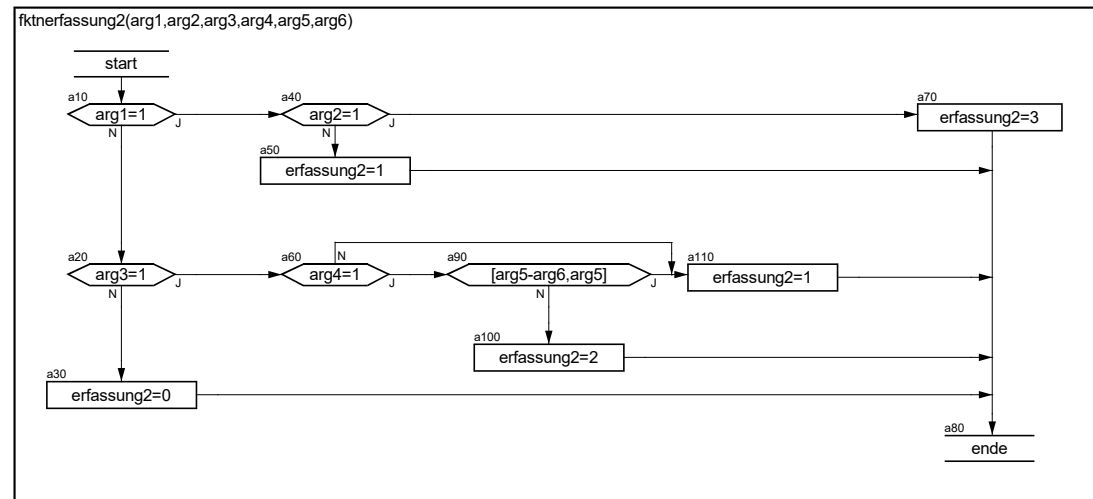 fktnerfassung2(arg1,arg2,arg3,arg4,arg5,arg6)
start
a10
arg1=1
J
N
a40
arg2=1
J
N
a70
erfassung2=3
a50
erfassung2=1
a20
arg3=1
J
N
a60
arg4=1
N
J
a90
[arg5-arg6,arg5]
J
N
a110
erfassung2=1
a100
erfassung2=2
a30
erfassung2=0
a80
ende